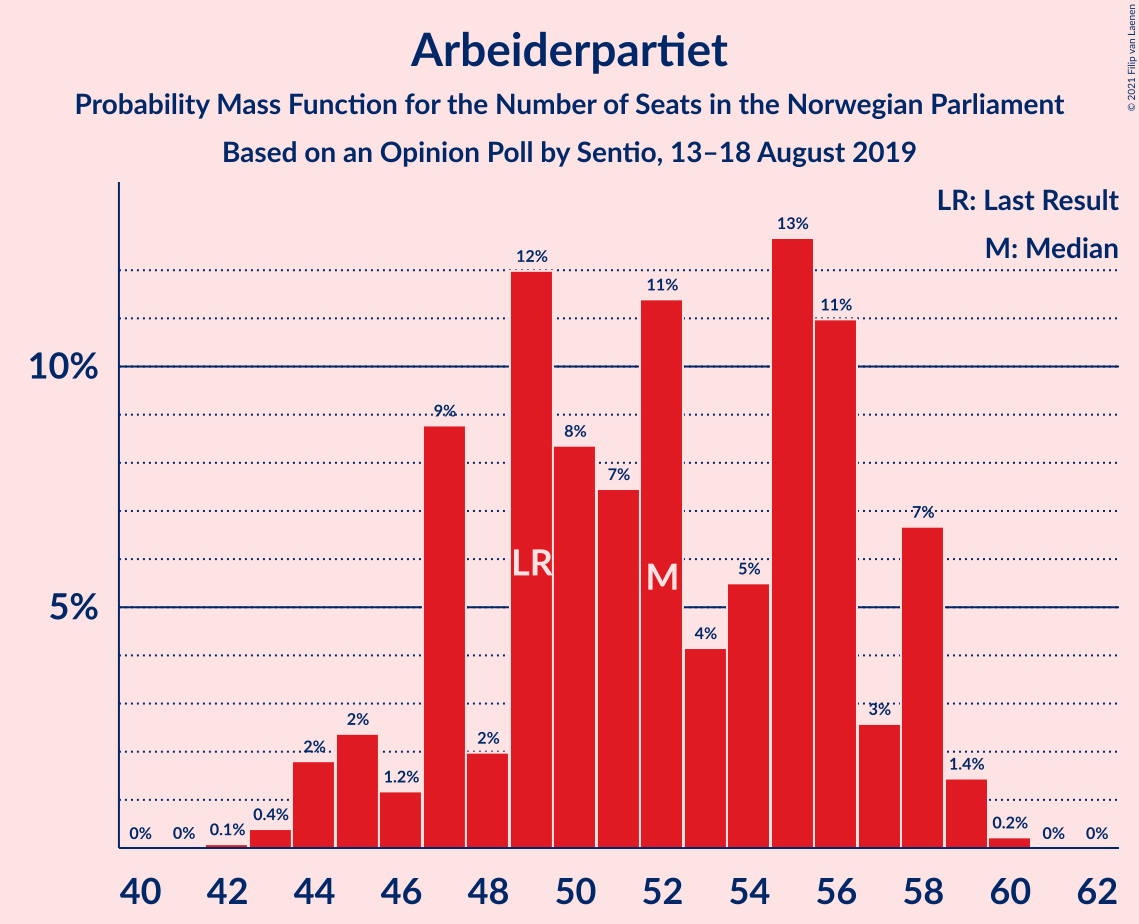 Arbeiderpartiet
Probability Mass Function for the Number of Seats in the Norwegian Parliament
Based on an Opinion Poll by Sentio, 13–18 August 2019
© 2021 Filip van Laenen
LR: Last Result
M: Median
10%
5%
0%
0%
0.1%
0.4%
2%
2%
1.2%
9%
2%
12%
8%
7%
11%
4%
5%
13%
11%
3%
7%
1.4%
0.2%
0%
0%
LR
M
40 42 44 46 48 50 52 54 56 58 60 62